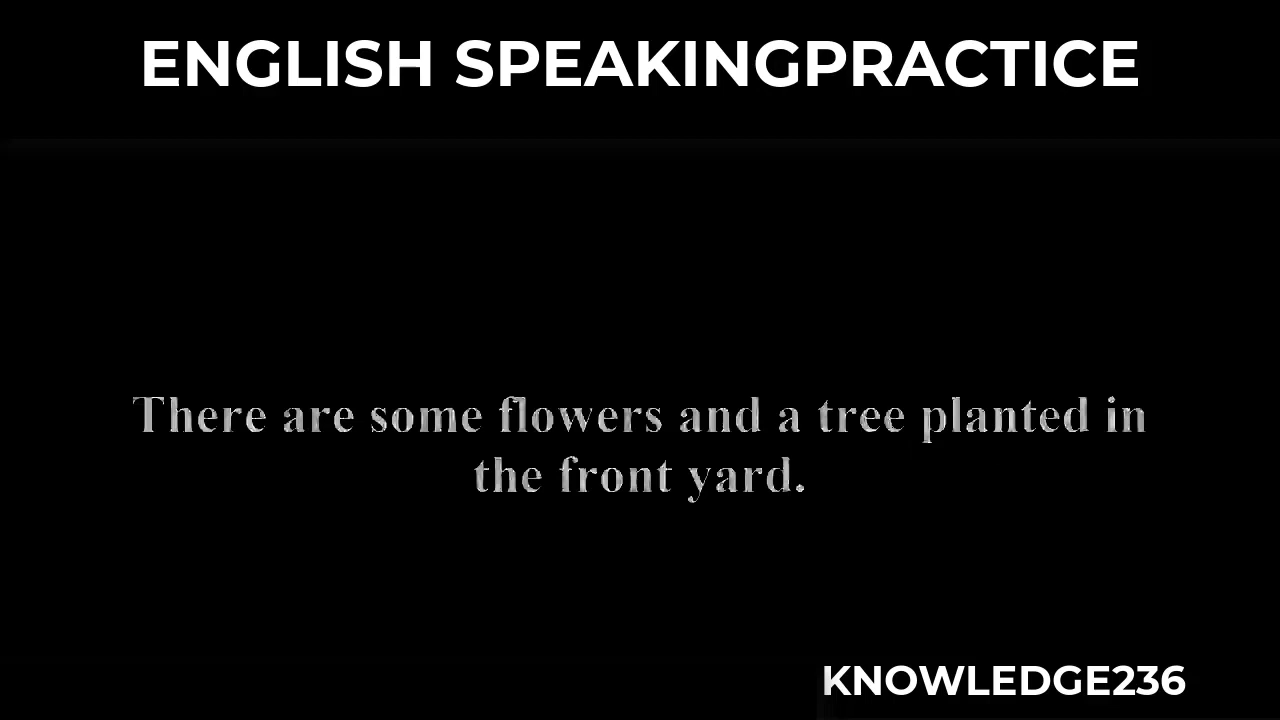 ENGLISH SPEAKINGPRACTICE
There are some flowers and a tree planted in
the front yard.
KNOWLEDGE236